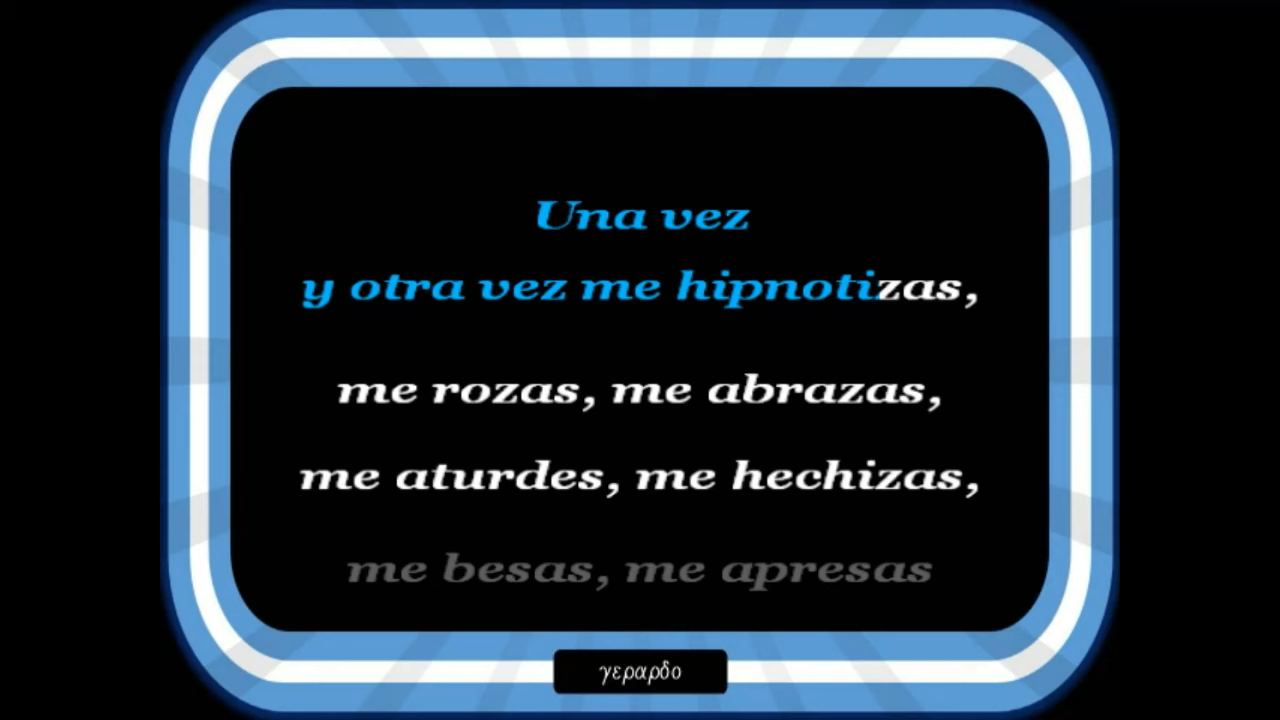 Una vez
y otra vez me hipnotizas,
me rozas, me abrazas,
me aturdes, me hechizas,
me besas, me apresas
γεραρδο